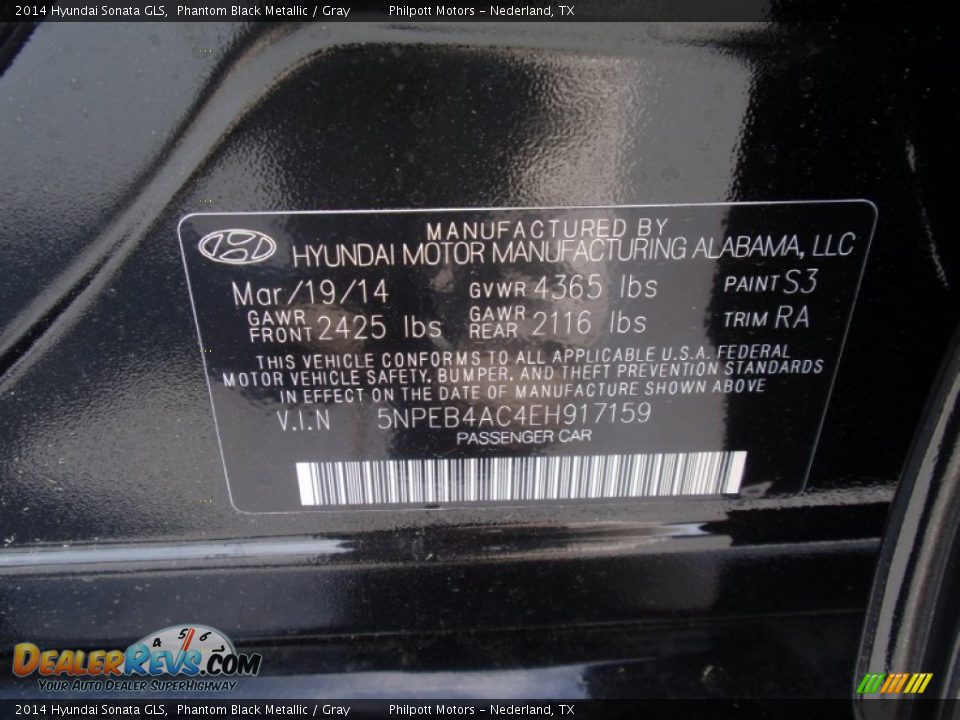 2014 Hyundai Sonata GLS, Phantom Black Metallic / Gray Philpott Motors - Nederland, TX
MANUFACTURED BY
HYUNDAI MOTOR MANUFACTURING ALABAMA, LLC
Mar/19/14 GVWR 4365 lbs PAINT S3
GAWR FRONT 2425 lbs GAWR REAR 2116 lbs TRIM RA
THIS VEHICLE CONFORMS TO ALL APPLICABLE U.S.A. FEDERAL
MOTOR VEHICLE SAFETY, BUMPER, AND THEFT PREVENTION STANDARDS
IN EFFECT ON THE DATE OF MANUFACTURE SHOWN ABOVE
V.I.N 5NPEB4AC4EH917159
PASSENGER CAR
4 5 6
DEALERREVS.COM
YOUR AUTO DEALER SUPERHIGHWAY
2014 Hyundai Sonata GLS, Phantom Black Metallic / Gray Philpott Motors - Nederland, TX